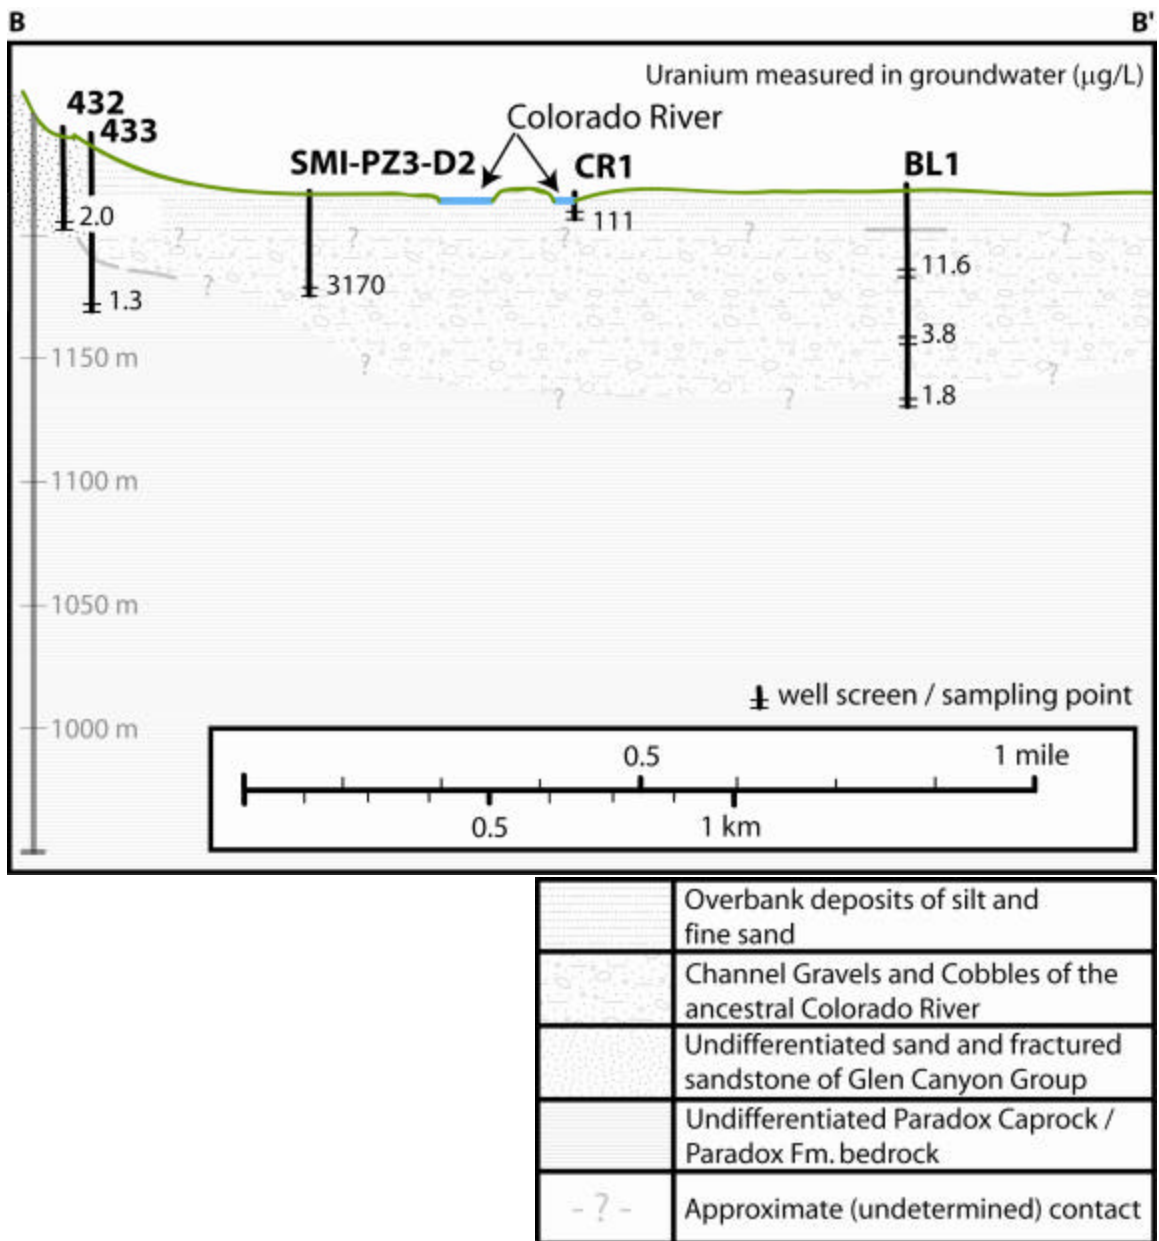 B B'
Uranium measured in groundwater (µg/L)
432
433
Colorado River
SMI-PZ3-D2
CR1
BL1
2.0
111
? ? ? ? ?
11.6
?
3170
1.3
3.8
1150 m
? ?
1.8
? ?
1100 m
1050 m
well screen / sampling point
1000 m
0.5 1 mile
0.5 1 km
Overbank deposits of silt and
fine sand
Channel Gravels and Cobbles of the
ancestral Colorado River
Undifferentiated sand and fractured
sandstone of Glen Canyon Group
Undifferentiated Paradox Caprock /
Paradox Fm. bedrock
- ? - Approximate (undetermined) contact